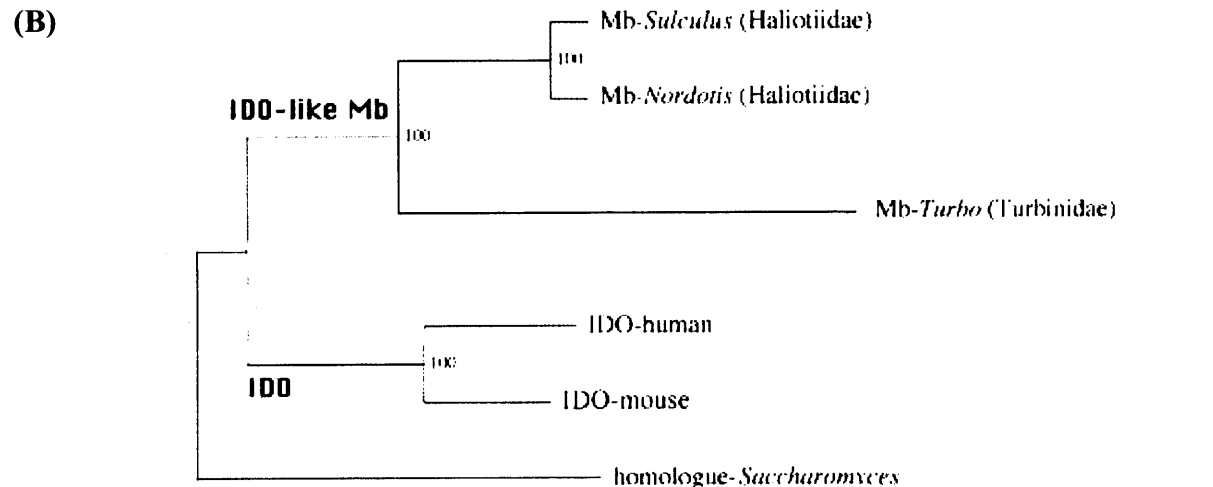 (B)
Mb-Sulculus (Haliotiidae)
100
Mb-Nordotis (Haliotiidae)
IDO-like Mb
100
Mb-Turbo (Turbinidae)
IDO-human
100
IDO
IDO-mouse
homologue-Saccharomyces